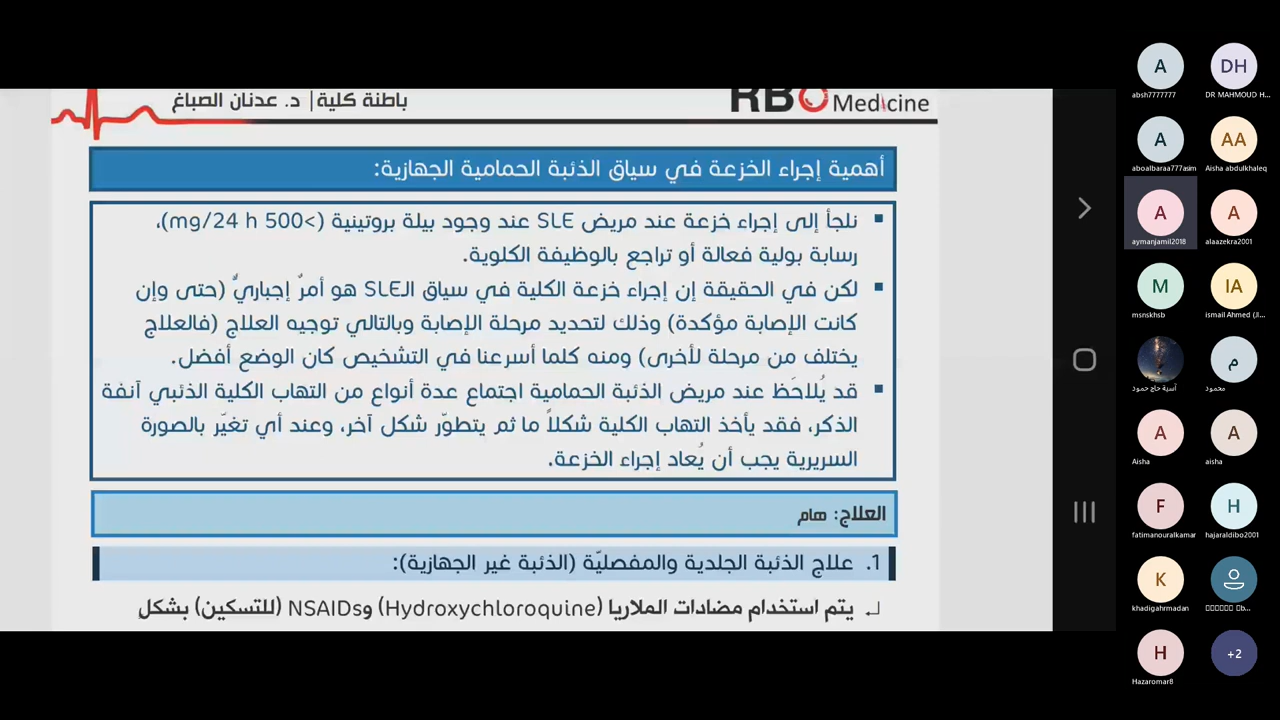 باطنة كلية | د. عدنان الصباغ
RBO Medicine
أهمية إجراء الخزعة في سياق الذئبة الحمامية الجهازية:
نلجأ إلى إجراء خزعة عند مريض SLE عند وجود بيلة بروتينية (>500 mg/24 h)،
رسابة بولية فعالة أو تراجع بالوظيفة الكلوية.
لكن في الحقيقة إن إجراء خزعة الكلية في سياق الـSLE هو أمرٌ إجباريٌّ (حتى وإن
كانت الإصابة مؤكدة) وذلك لتحديد مرحلة الإصابة وبالتالي توجيه العلاج (فالعلاج
يختلف من مرحلة لأخرى) ومنه كلما أسرعنا في التشخيص كان الوضع أفضل.
قد يُلاحَظ عند مريض الذئبة الحمامية اجتماع عدة أنواع من التهاب الكلية الذئبي آنفة
الذكر، فقد يأخذ التهاب الكلية شكلاً ما ثم يتطوّر شكل آخر، وعند أي تغيّر بالصورة
السريرية يجب أن يُعاد إجراء الخزعة.
العلاج: هام
1. علاج الذئبة الجلدية والمفصليّة (الذئبة غير الجهازية):
يتم استخدام مضادات الملاريا (Hydroxychloroquine) وNSAIDs (للتسكين) بشكل
A
absh7777777
DH
DR MAHMOUD H...
A
aboalbaraa777asim
AA
Aisha abdulkhaleq
A
aymanjamil2018
A
alaazekra2001
M
msnskhsb
IA
آسية حاج حمود
م
محمود
A
Aisha
A
aisha
F
fatimanouralkamar
H
hajaraldibo2001
K
khadigahrmadan
H
Hazaromar8
+2